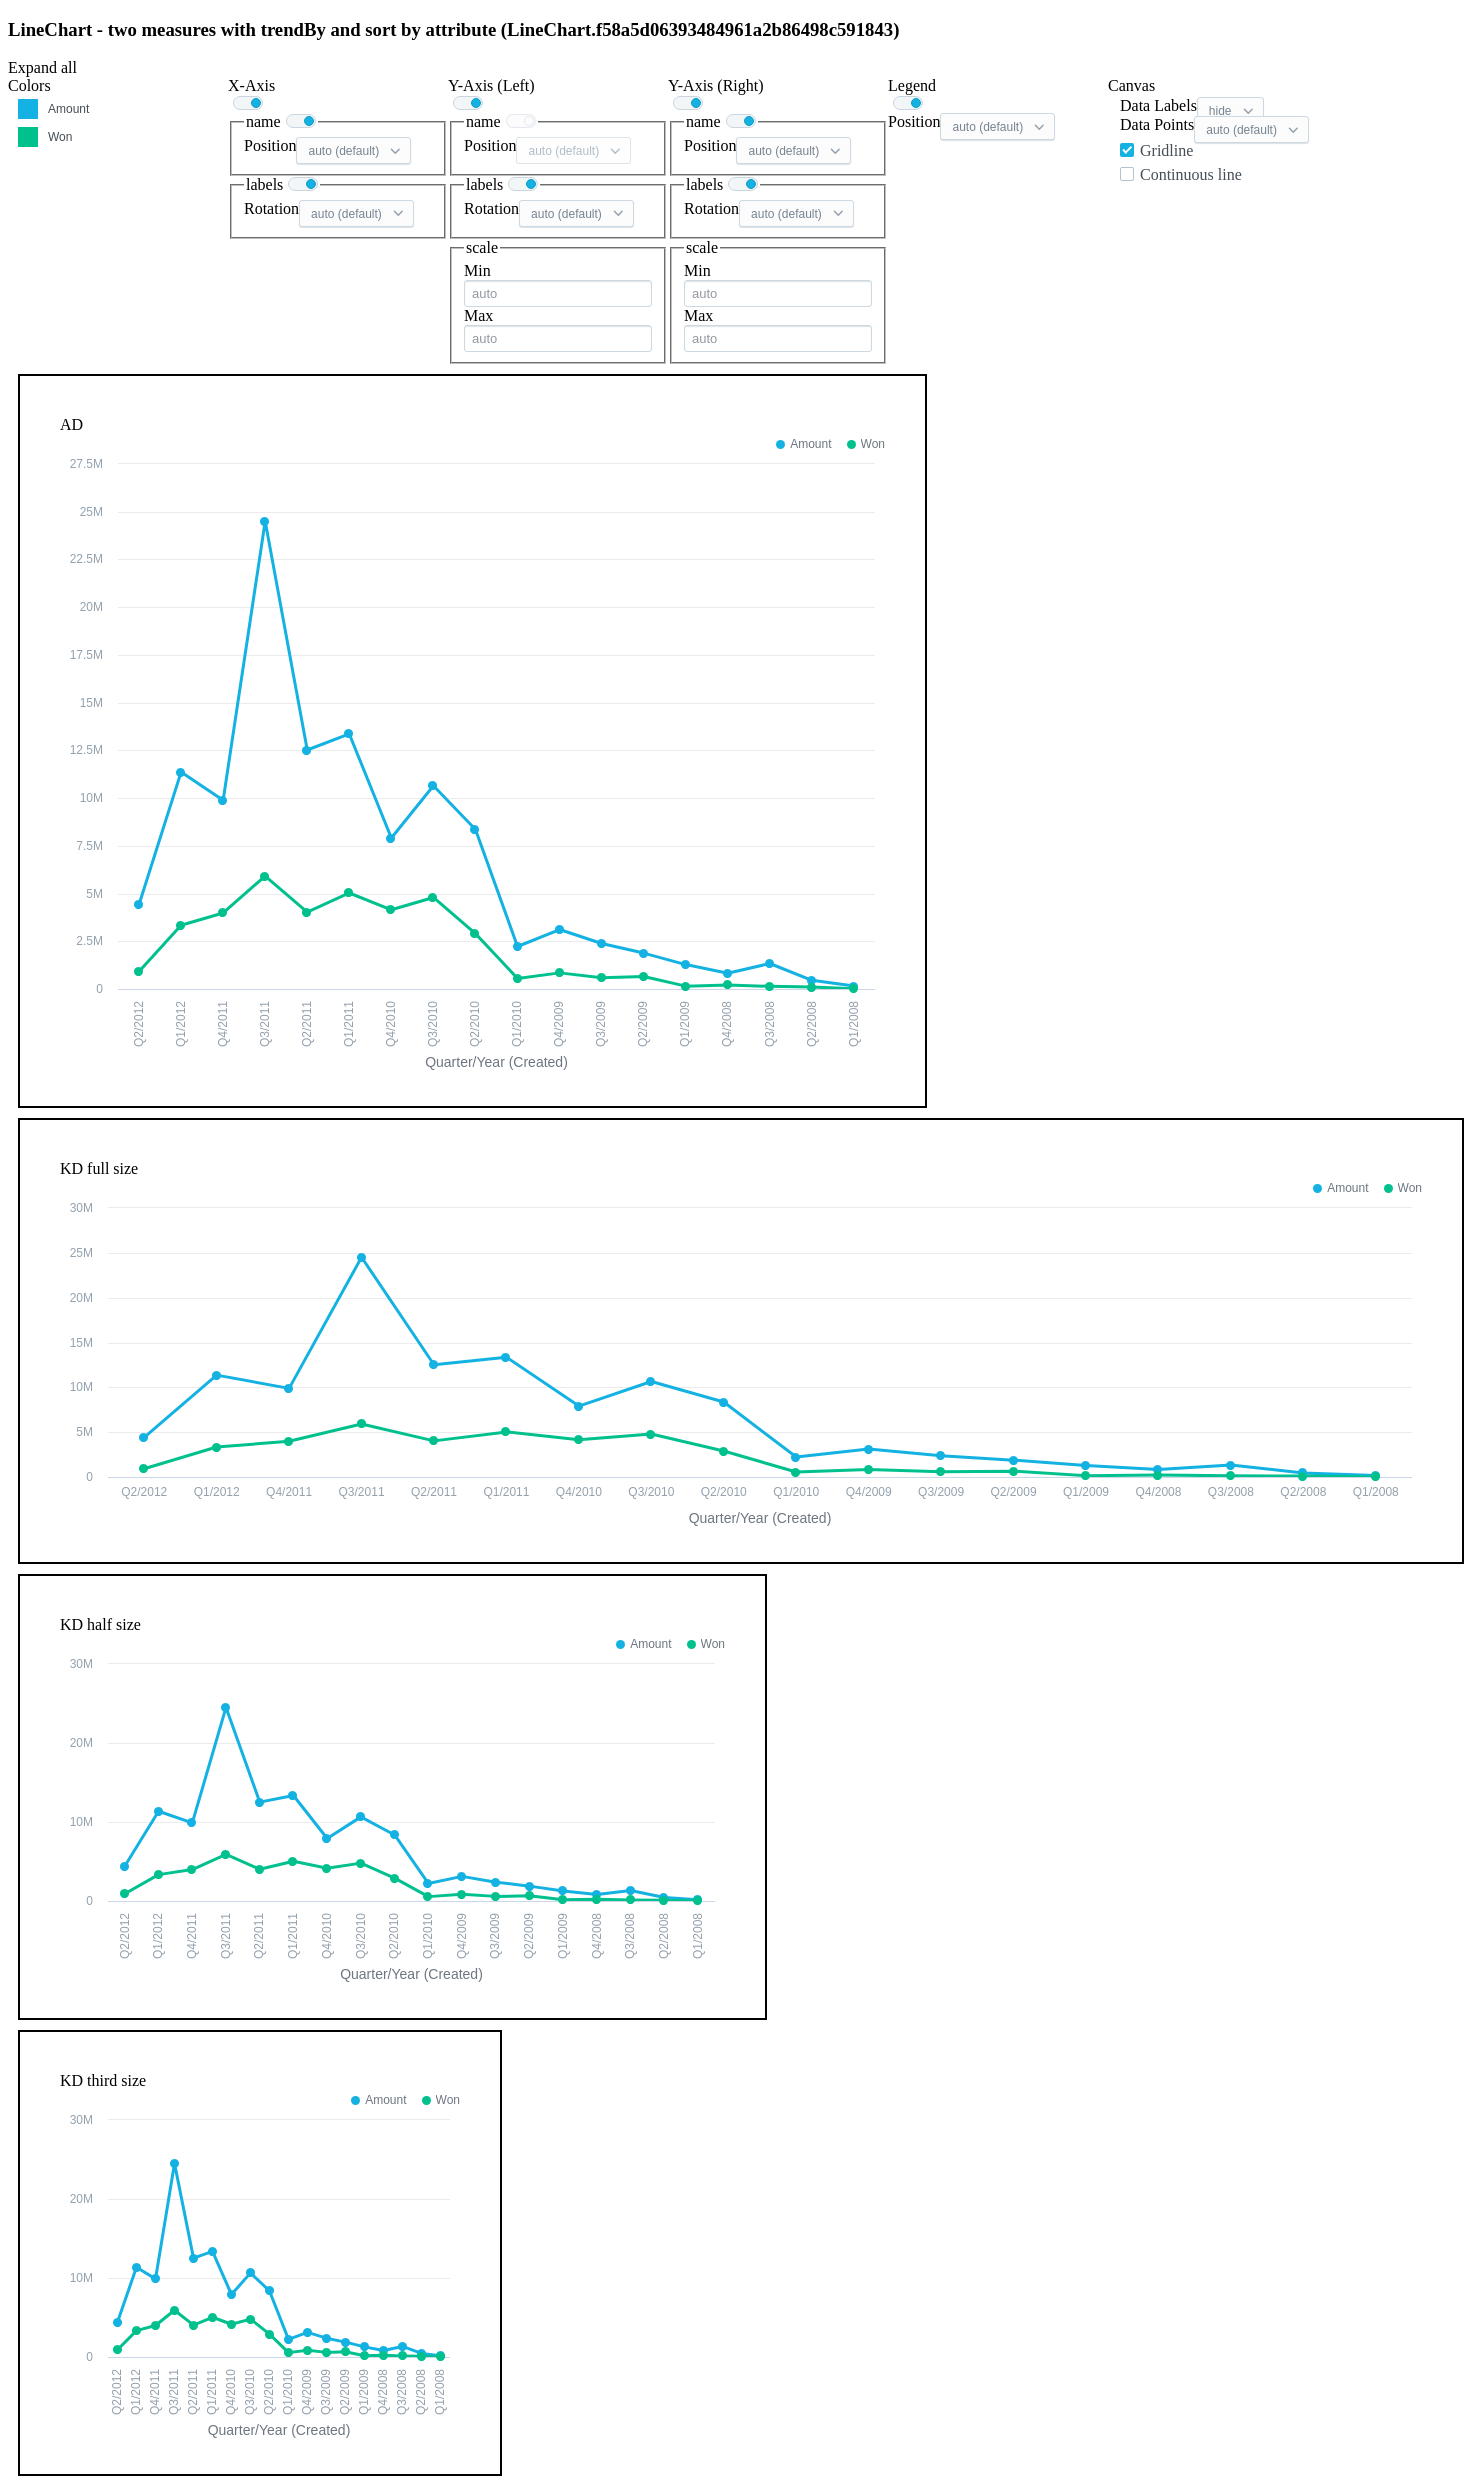 LineChart - two measures with trendBy and sort by attribute (LineChart.f58a5d06393484961a2b86498c591843)
Expand all
Colors
Amount
Won
X-Axis
name
Position auto (default)
labels
Rotation auto (default)
Y-Axis (Left)
name
Position auto (default)
labels
Rotation auto (default)
scale
Min
auto
Max
auto
Y-Axis (Right)
name
Position auto (default)
labels
Rotation auto (default)
scale
Min
auto
Max
auto
Legend
Position auto (default)
Canvas
Data Labels hide
Data Points auto (default)
Gridline
Continuous line
AD
Amount Won
27.5M
25M
22.5M
20M
17.5M
15M
12.5M
10M
7.5M
5M
2.5M
0
Q2/2012 Q1/2012 Q4/2011 Q3/2011 Q2/2011 Q1/2011 Q4/2010 Q3/2010 Q2/2010 Q1/2010 Q4/2009 Q3/2009 Q2/2009 Q1/2009 Q4/2008 Q3/2008 Q2/2008 Q1/2008
Quarter/Year (Created)
KD full size
Amount Won
30M
25M
20M
15M
10M
5M
0
Q2/2012 Q1/2012 Q4/2011 Q3/2011 Q2/2011 Q1/2011 Q4/2010 Q3/2010 Q2/2010 Q1/2010 Q4/2009 Q3/2009 Q2/2009 Q1/2009 Q4/2008 Q3/2008 Q2/2008 Q1/2008
Quarter/Year (Created)
KD half size
Amount Won
30M
20M
10M
0
Q2/2012 Q1/2012 Q4/2011 Q3/2011 Q2/2011 Q1/2011 Q4/2010 Q3/2010 Q2/2010 Q1/2010 Q4/2009 Q3/2009 Q2/2009 Q1/2009 Q4/2008 Q3/2008 Q2/2008 Q1/2008
Quarter/Year (Created)
KD third size
Amount Won
30M
20M
10M
0
Q2/2012 Q1/2012 Q4/2011 Q3/2011 Q2/2011 Q1/2011 Q4/2010 Q3/2010 Q2/2010 Q1/2010 Q4/2009 Q3/2009 Q2/2009 Q1/2009 Q4/2008 Q3/2008 Q2/2008 Q1/2008
Quarter/Year (Created)